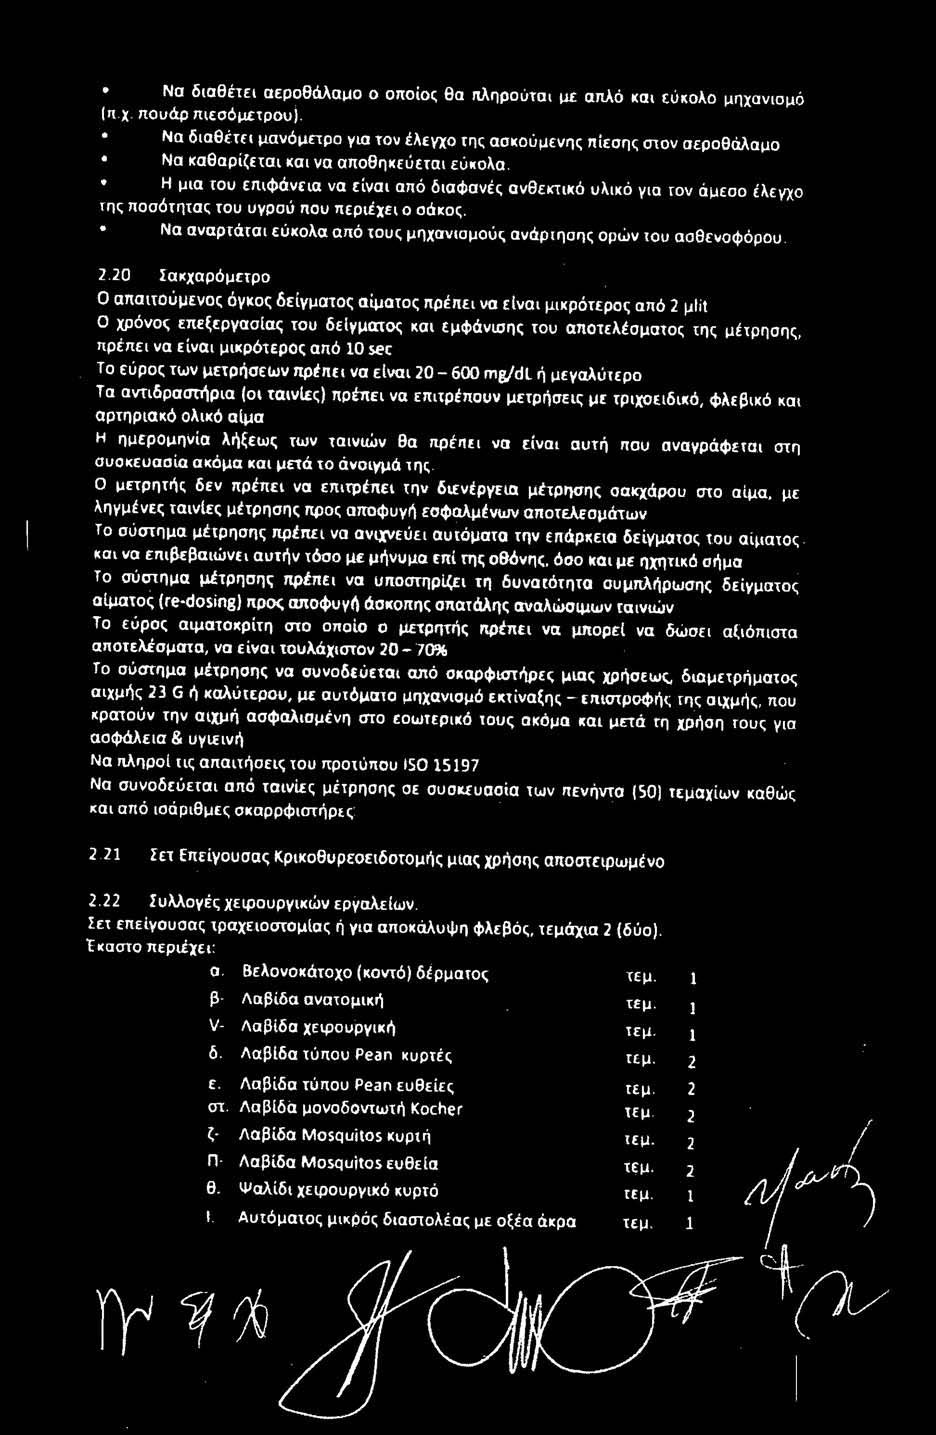 • Να διαθέτει αεροθάλαμο ο οποίος θα πληρούται με απλό και εύκολο μηχανισμό
(π.χ. πουάρ πιεσόμετρου).
• Να διαθέτει μανόμετρο για τον έλεγχο της ασκούμενης πίεσης στον αεροθάλαμο
• Να καθαρίζεται και να αποθηκεύεται εύκολα.
• Η μια του επιφάνεια να είναι από διαφανές ανθεκτικό υλικό για τον άμεσο έλεγχο
της ποσότητας του υγρού που περιέχει ο σάκος.
• Να αναρτάται εύκολα από τους μηχανισμούς ανάρτησης ορών του ασθενοφόρου.
2.20 Σακχαρόμετρο
Ο απαιτούμενος όγκος δείγματος αίματος πρέπει να είναι μικρότερος από 2 μlit
Ο χρόνος επεξεργασίας του δείγματος και εμφάνισης του αποτελέσματος της μέτρησης,
πρέπει να είναι μικρότερος από 10 sec
Το εύρος των μετρήσεων πρέπει να είναι 20 – 600 mg/dL ή μεγαλύτερο
Τα αντιδραστήρια (οι ταινίες) πρέπει να επιτρέπουν μετρήσεις με τριχοειδικό, φλεβικό και
αρτηριακό ολικό αίμα
Η ημερομηνία λήξεως των ταινιών θα πρέπει να είναι αυτή που αναγράφεται στη
συσκευασία ακόμα και μετά το άνοιγμά της.
Ο μετρητής δεν πρέπει να επιτρέπει την διενέργεια μέτρησης σακχάρου στο αίμα, με
ληγμένες ταινίες μέτρησης προς αποφυγή εσφαλμένων αποτελεσμάτων
Το σύστημα μέτρησης πρέπει να ανιχνεύει αυτόματα την επάρκεια δείγματος του αίματος.
και να επιβεβαιώνει αυτήν τόσο με μήνυμα επί της οθόνης, όσο και με ηχητικό σήμα
Το σύστημα μέτρησης πρέπει να υποστηρίζει τη δυνατότητα συμπλήρωσης δείγματος
αίματος (re-dosing) προς αποφυγή άσκοπης σπατάλης αναλώσιμων ταινιών
Το εύρος αιματοκρίτη στο οποίο ο μετρητής πρέπει να μπορεί να δώσει αξιόπιστα
αποτελέσματα, να είναι τουλάχιστον 20 – 70%
Το σύστημα μέτρησης να συνοδεύεται από σκαρφιστήρες μιας χρήσεως, διαμετρήματος
αιχμής 23 G ή καλύτερου, με αυτόματο μηχανισμό εκτίναξης – επιστροφής της αιχμής, που
κρατούν την αιχμή ασφαλισμένη στο εσωτερικό τους ακόμα και μετά τη χρήση τους για
ασφάλεια & υγιεινή
Να πληροί τις απαιτήσεις του προτύπου ISO 15197
Να συνοδεύεται από ταινίες μέτρησης σε συσκευασία των πενήντα (50) τεμαχίων καθώς
και από ισάριθμες σκαρρφιστήρες
2.21 Σετ Επείγουσας Κρικοθυρεοειδοτομής μιας χρήσης αποστειρωμένο
2.22 Συλλογές χειρουργικών εργαλείων.
Σετ επείγουσας τραχειοστομίας ή για αποκάλυψη φλεβός, τεμάχια 2 (δύο).
Έκαστο περιέχει:
α. Βελονοκάτοχο (κοντό) δέρματος τεμ. 1
β- Λαβίδα ανατομική τεμ. 1
V- Λαβίδα χειρουργική τεμ. 1
δ. Λαβίδα τύπου Pean κυρτές τεμ. 2
ε. Λαβίδα τύπου Pean ευθείες τεμ. 2
στ. Λαβίδα μονοδοντωτή Kocher τεμ. 2
ζ- Λαβίδα Mosquitos κυρτή τεμ. 2
Π- Λαβίδα Mosquitos ευθεία τεμ. 2
θ. Ψαλίδι χειρουργικό κυρτό τεμ. 1
Ι. Αυτόματος μικρός διαστολέας με οξέα άκρα τεμ. 1